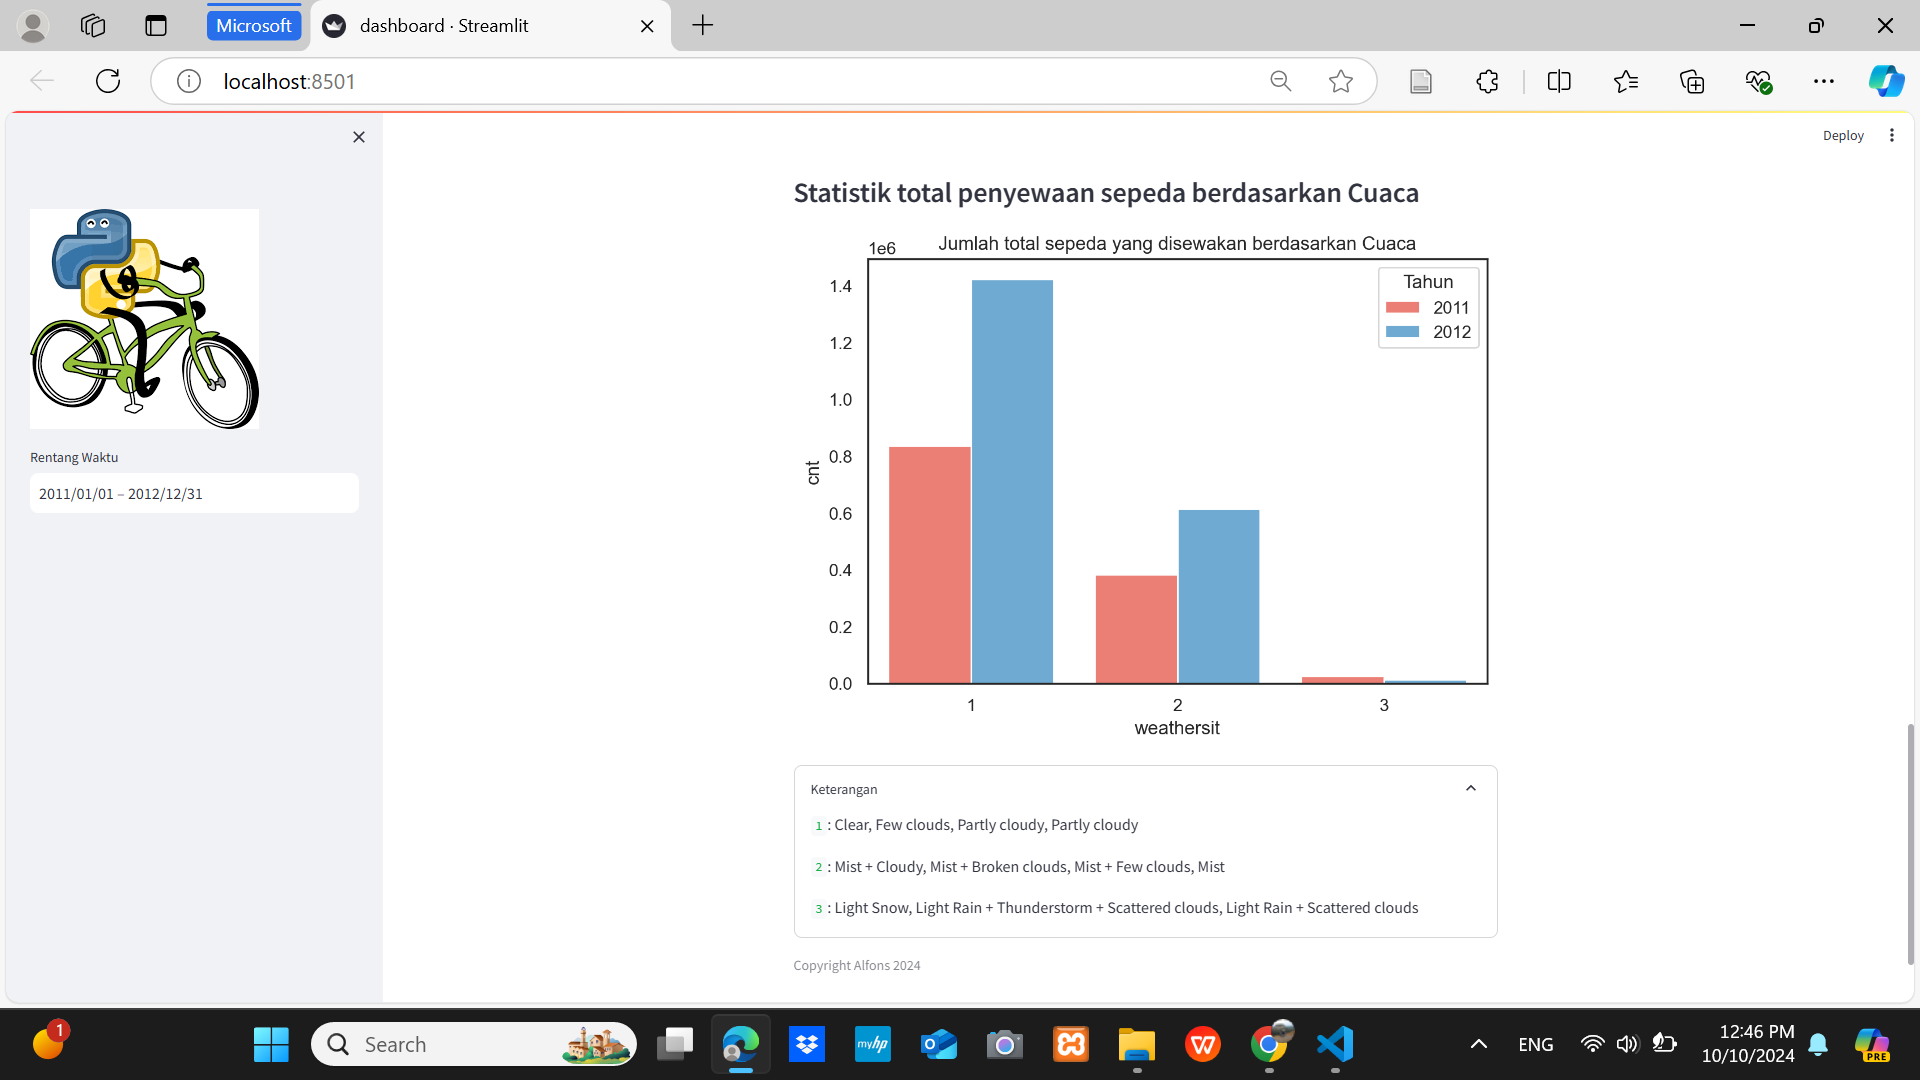 Microsoft
dashboard · Streamlit
localhost:8501
Deploy
Rentang Waktu
2011/01/01 – 2012/12/31
Statistik total penyewaan sepeda berdasarkan Cuaca
Jumlah total sepeda yang disewakan berdasarkan Cuaca
1e6
Tahun
2011
2012
1.4
1.2
1.0
0.8
0.6
0.4
0.2
0.0
cnt
1 2 3
weathersit
Keterangan
1 : Clear, Few clouds, Partly cloudy, Partly cloudy
2 : Mist + Cloudy, Mist + Broken clouds, Mist + Few clouds, Mist
3 : Light Snow, Light Rain + Thunderstorm + Scattered clouds, Light Rain + Scattered clouds
Copyright Alfons 2024
1
Search
myhp
O
W
ENG
12:46 PM
10/10/2024
PRE